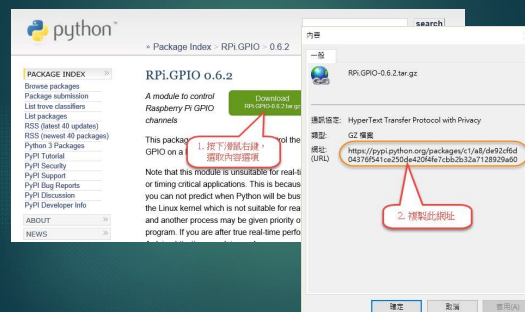 python™
search
» Package Index > RPi.GPIO > 0.6.2
PACKAGE INDEX »
Browse packages
Package submission
List trove classifiers
List packages
RSS (latest 40 updates)
RSS (newest 40 packages)
Python 3 Packages
PyPI Tutorial
PyPI Security
PyPI Support
PyPI Bug Reports
PyPI Discussion
PyPI Developer Info
ABOUT »
NEWS »
RPi.GPIO 0.6.2
A module to control
Raspberry Pi GPIO
channels
Download
RPi.GPIO-0.6.2.tar.gz
1. 按下滑鼠右鍵，
選取內容選項
This packag
rol the
GPIO on a
Note that this module is unsuitable for real-ti
or timing critical applications. This is becaus
you can not predict when Python will be bus
the Linux kernel which is not suitable for rea
and another process may be given priority o
program. If you are after true real-time perfo
內容
一般
RPi.GPIO-0.6.2.tar.gz
通訊協定: HyperText Transfer Protocol with Privacy
類型: GZ 檔案
網址: https://pypi.python.org/packages/c1/a8/de92cf6d
(URL) 04376f541ce250de420f4fe7cbb2b32a7128929a60
2. 複製此網址
確定
取消
套用(A)